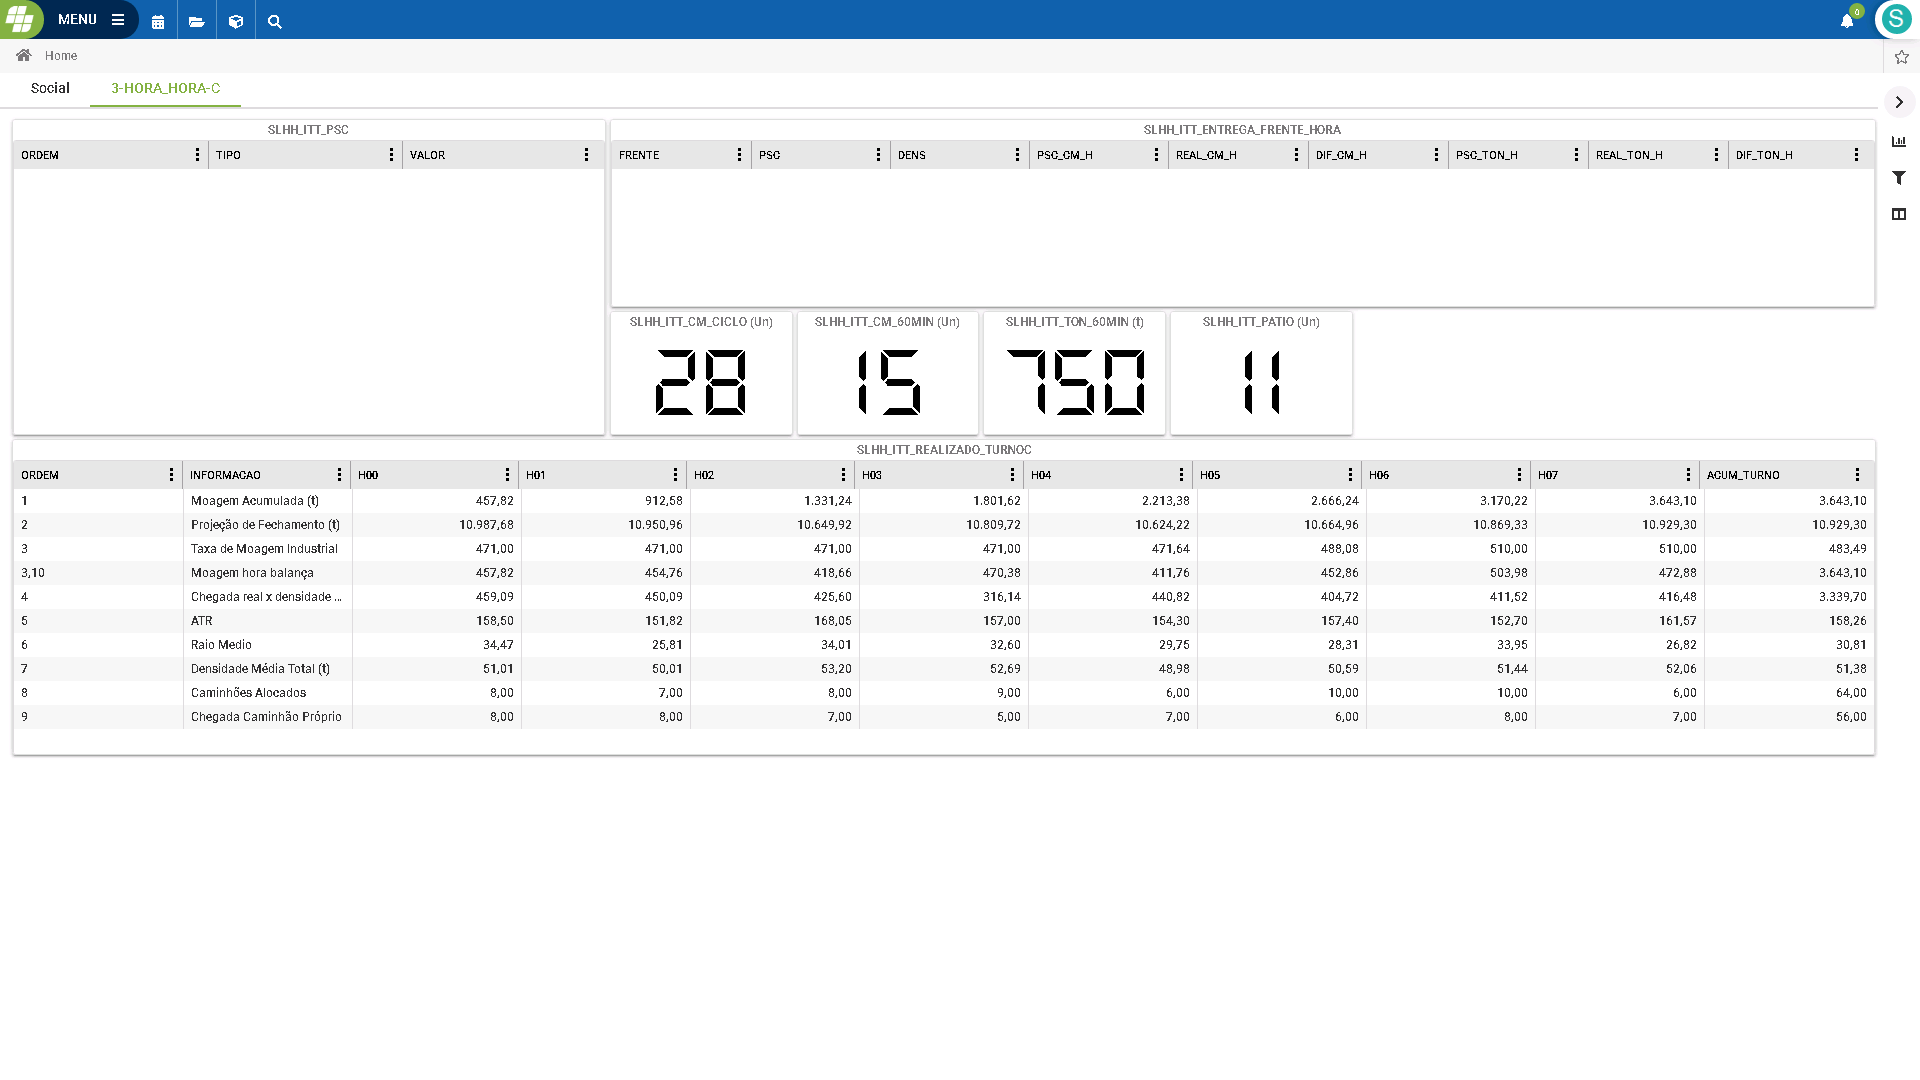 MENU
0
S
Home
Social 3-HORA_HORA-C
SLHH_ITT_PSC
ORDEM TIPO VALOR
SLHH_ITT_ENTREGA_FRENTE_HORA
FRENTE PSC DENS PSC_CM_H REAL_CM_H DIF_CM_H PSC_TON_H REAL_TON_H DIF_TON_H
SLHH_ITT_CM_CICLO (Un)
28
SLHH_ITT_CM_60MIN (Un)
15
SLHH_ITT_TON_60MIN (t)
750
SLHH_ITT_PATIO (Un)
11
SLHH_ITT_REALIZADO_TURNOC
ORDEM INFORMACAO H00 H01 H02 H03 H04 H05 H06 H07 ACUM_TURNO
1 Moagem Acumulada (t) 457,82 912,58 1.331,24 1.801,62 2.213,38 2.666,24 3.170,22 3.643,10 3.643,10
2 Projeção de Fechamento (t) 10.987,68 10.950,96 10.649,92 10.809,72 10.624,22 10.664,96 10.869,33 10.929,30 10.929,30
3 Taxa de Moagem Industrial 471,00 471,00 471,00 471,00 471,64 488,08 510,00 510,00 483,49
3,10 Moagem hora balança 457,82 454,76 418,66 470,38 411,76 452,86 503,98 472,88 3.643,10
4 Chegada real x densidade ... 459,09 450,09 425,60 316,14 440,82 404,72 411,52 416,48 3.339,70
5 ATR 158,50 151,82 168,05 157,00 154,30 157,40 152,70 161,57 158,26
6 Raio Medio 34,47 25,81 34,01 32,60 29,75 28,31 33,95 26,82 30,81
7 Densidade Média Total (t) 51,01 50,01 53,20 52,69 48,98 50,59 51,44 52,06 51,38
8 Caminhões Alocados 8,00 7,00 8,00 9,00 6,00 10,00 10,00 6,00 64,00
9 Chegada Caminhão Próprio 8,00 8,00 7,00 5,00 7,00 6,00 8,00 7,00 56,00